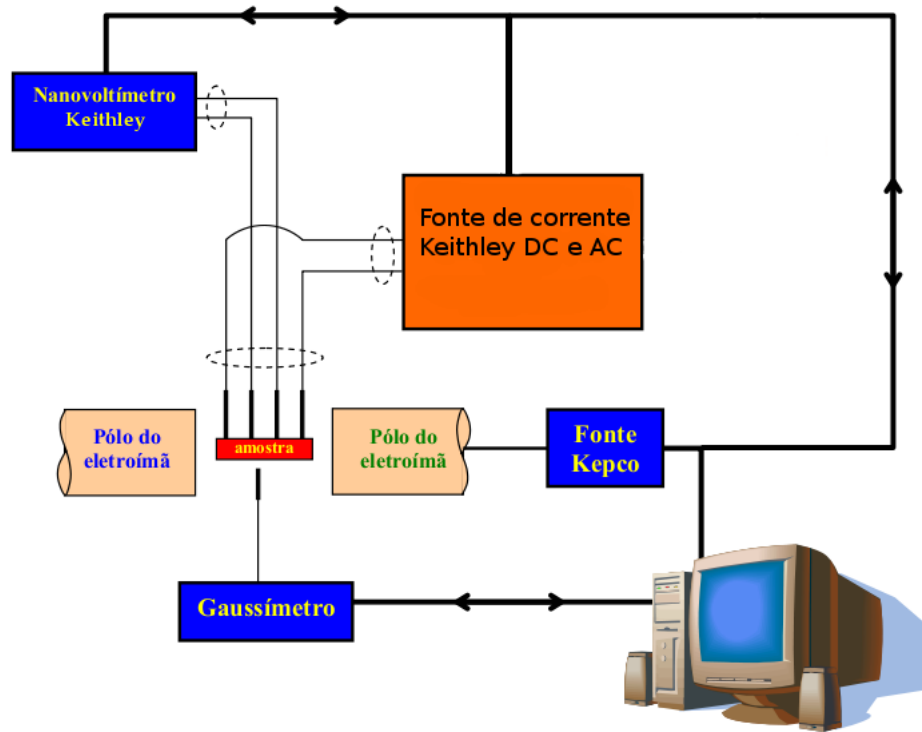 Nanovoltímetro
Keithley
Fonte de corrente
Keithley DC e AC
Pólo do
eletroímã
amostra
Pólo do
eletroímã
Fonte
Kepco
Gaussímetro